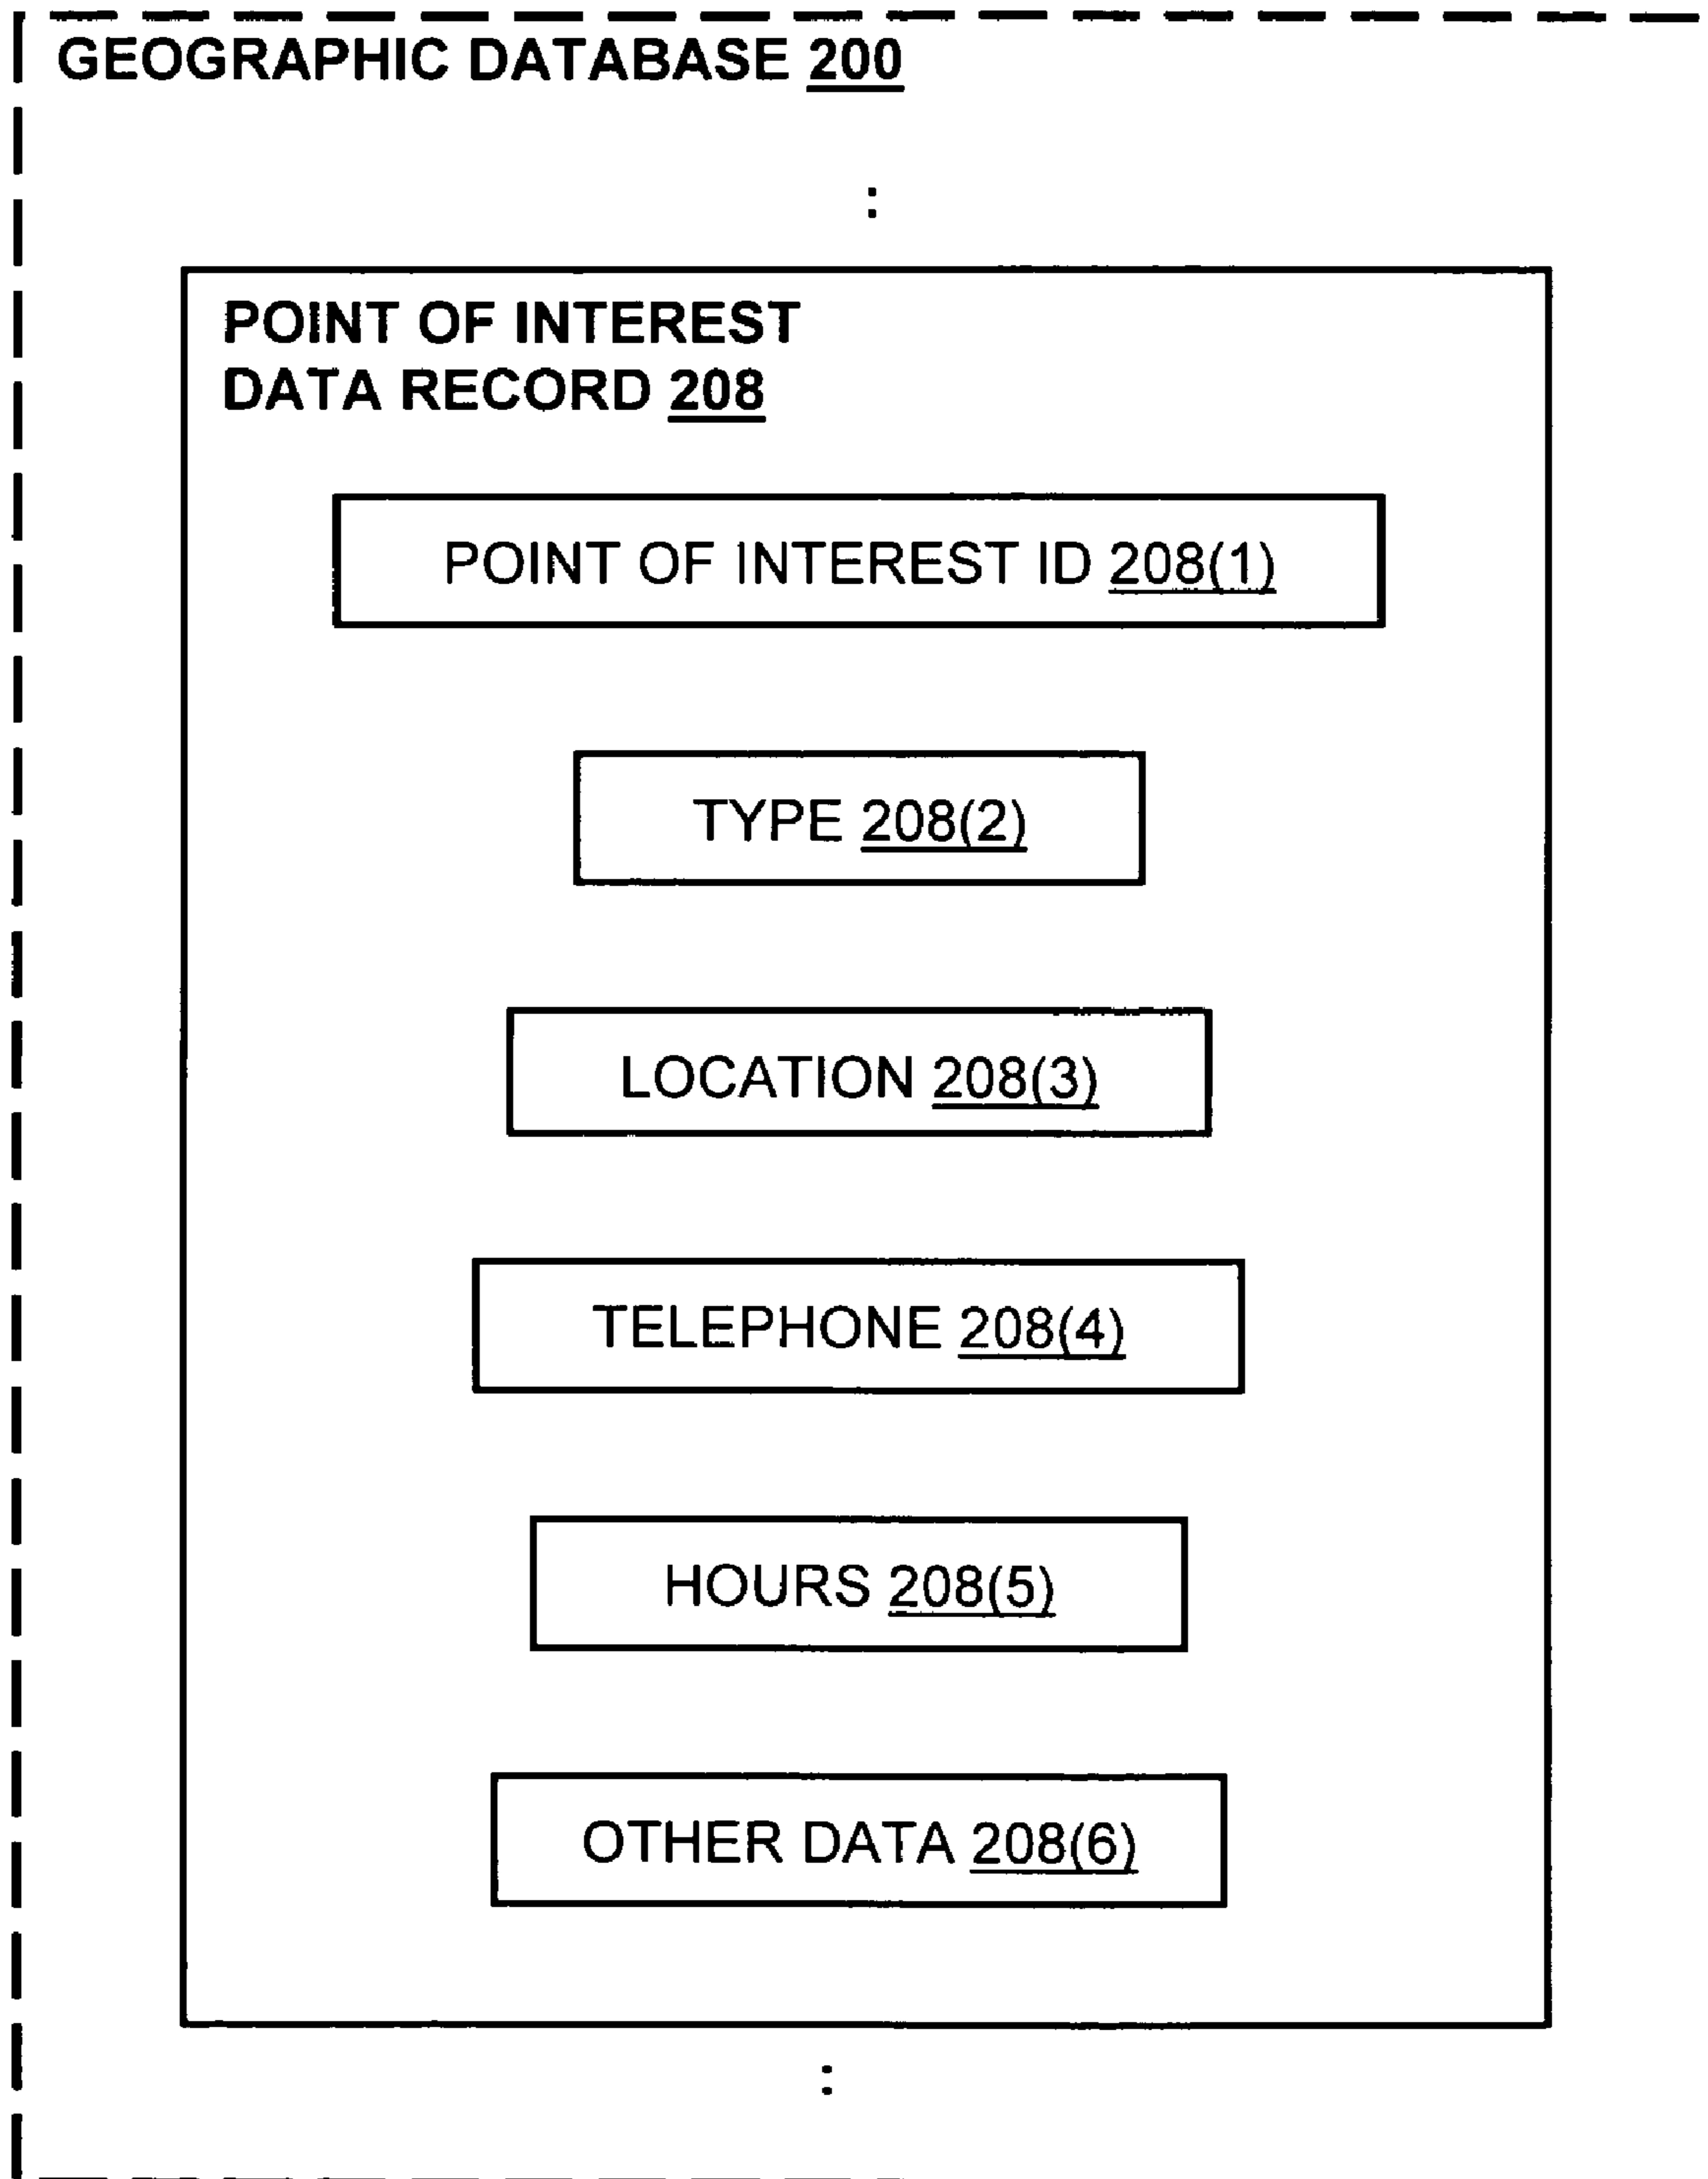 GEOGRAPHIC DATABASE 200
:
POINT OF INTEREST
DATA RECORD 208
POINT OF INTEREST ID 208(1)
TYPE 208(2)
LOCATION 208(3)
TELEPHONE 208(4)
HOURS 208(5)
OTHER DATA 208(6)
: